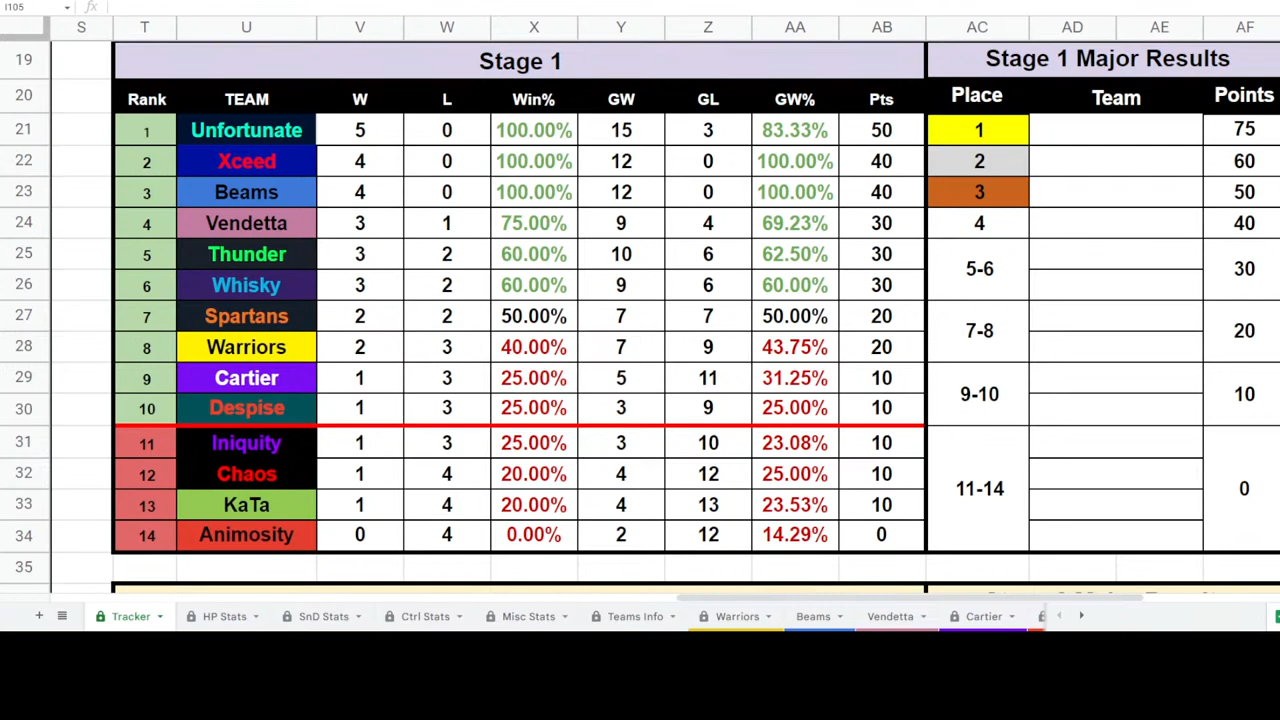 I105
fx
S T U V W X Y Z AA AB AC AD AE AF
19 Stage 1 Stage 1 Major Results
20 Rank TEAM W L Win% GW GL GW% Pts Place Team Points
21 1 Unfortunate 5 0 100.00% 15 3 83.33% 50 1 75
22 2 Xceed 4 0 100.00% 12 0 100.00% 40 2 60
23 3 Beams 4 0 100.00% 12 0 100.00% 40 3 50
24 4 Vendetta 3 1 75.00% 9 4 69.23% 30 4 40
25 5 Thunder 3 2 60.00% 10 6 62.50% 30
5-6 30
26 6 Whisky 3 2 60.00% 9 6 60.00% 30
27 7 Spartans 2 2 50.00% 7 7 50.00% 20
7-8 20
28 8 Warriors 2 3 40.00% 7 9 43.75% 20
29 9 Cartier 1 3 25.00% 5 11 31.25% 10
9-10 10
30 10 Despise 1 3 25.00% 3 9 25.00% 10
31 11 Iniquity 1 3 25.00% 3 10 23.08% 10
32 12 Chaos 1 4 20.00% 4 12 25.00% 10
11-14 0
33 13 KaTa 1 4 20.00% 4 13 23.53% 10
34 14 Animosity 0 4 0.00% 2 12 14.29% 0
35
+ Tracker HP Stats SnD Stats Ctrl Stats Misc Stats Teams Info Warriors Beams Vendetta Cartier